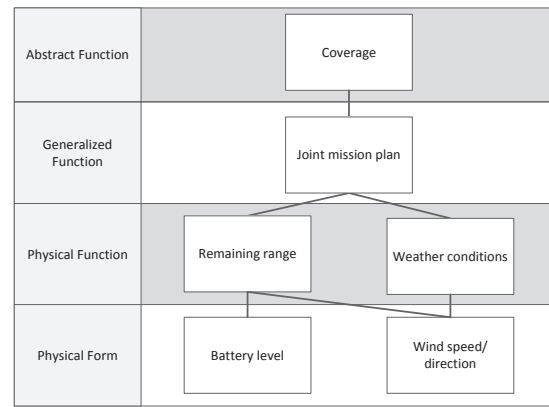 Abstract Function
Coverage
Generalized
Function
Joint mission plan
Physical Function
Remaining range
Weather conditions
Physical Form
Battery level
Wind speed/
direction